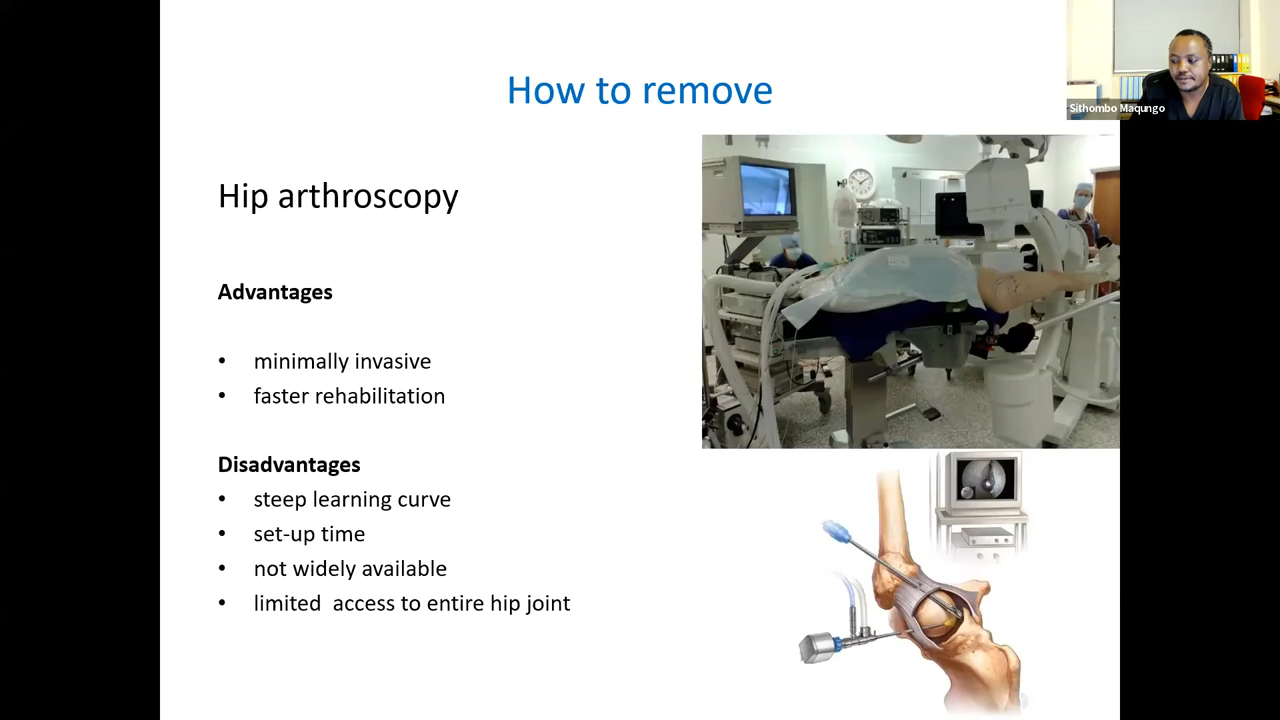 How to remove
Sithombo Maqungo
Hip arthroscopy
Advantages
• minimally invasive
• faster rehabilitation
Disadvantages
• steep learning curve
• set-up time
• not widely available
• limited  access to entire hip joint